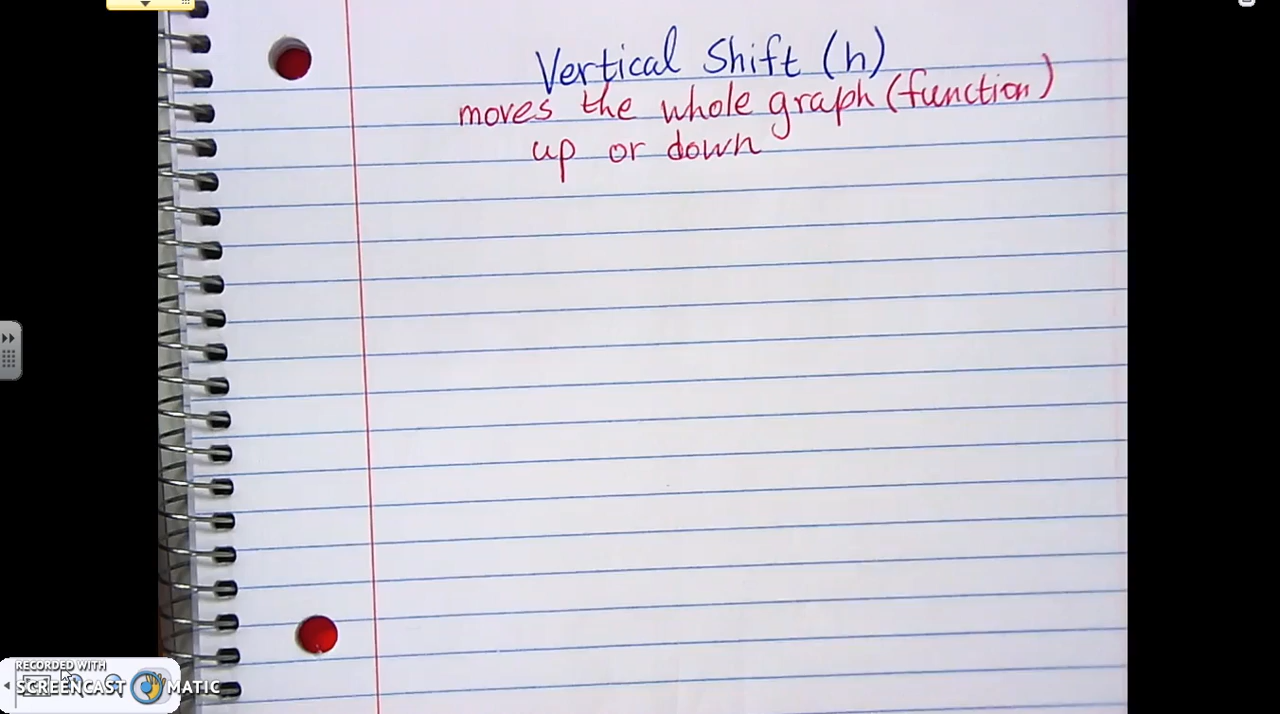 Vertical Shift (h)
moves the whole graph (function)
up or down
RECORDED WITH
SCREENCAST MATIC